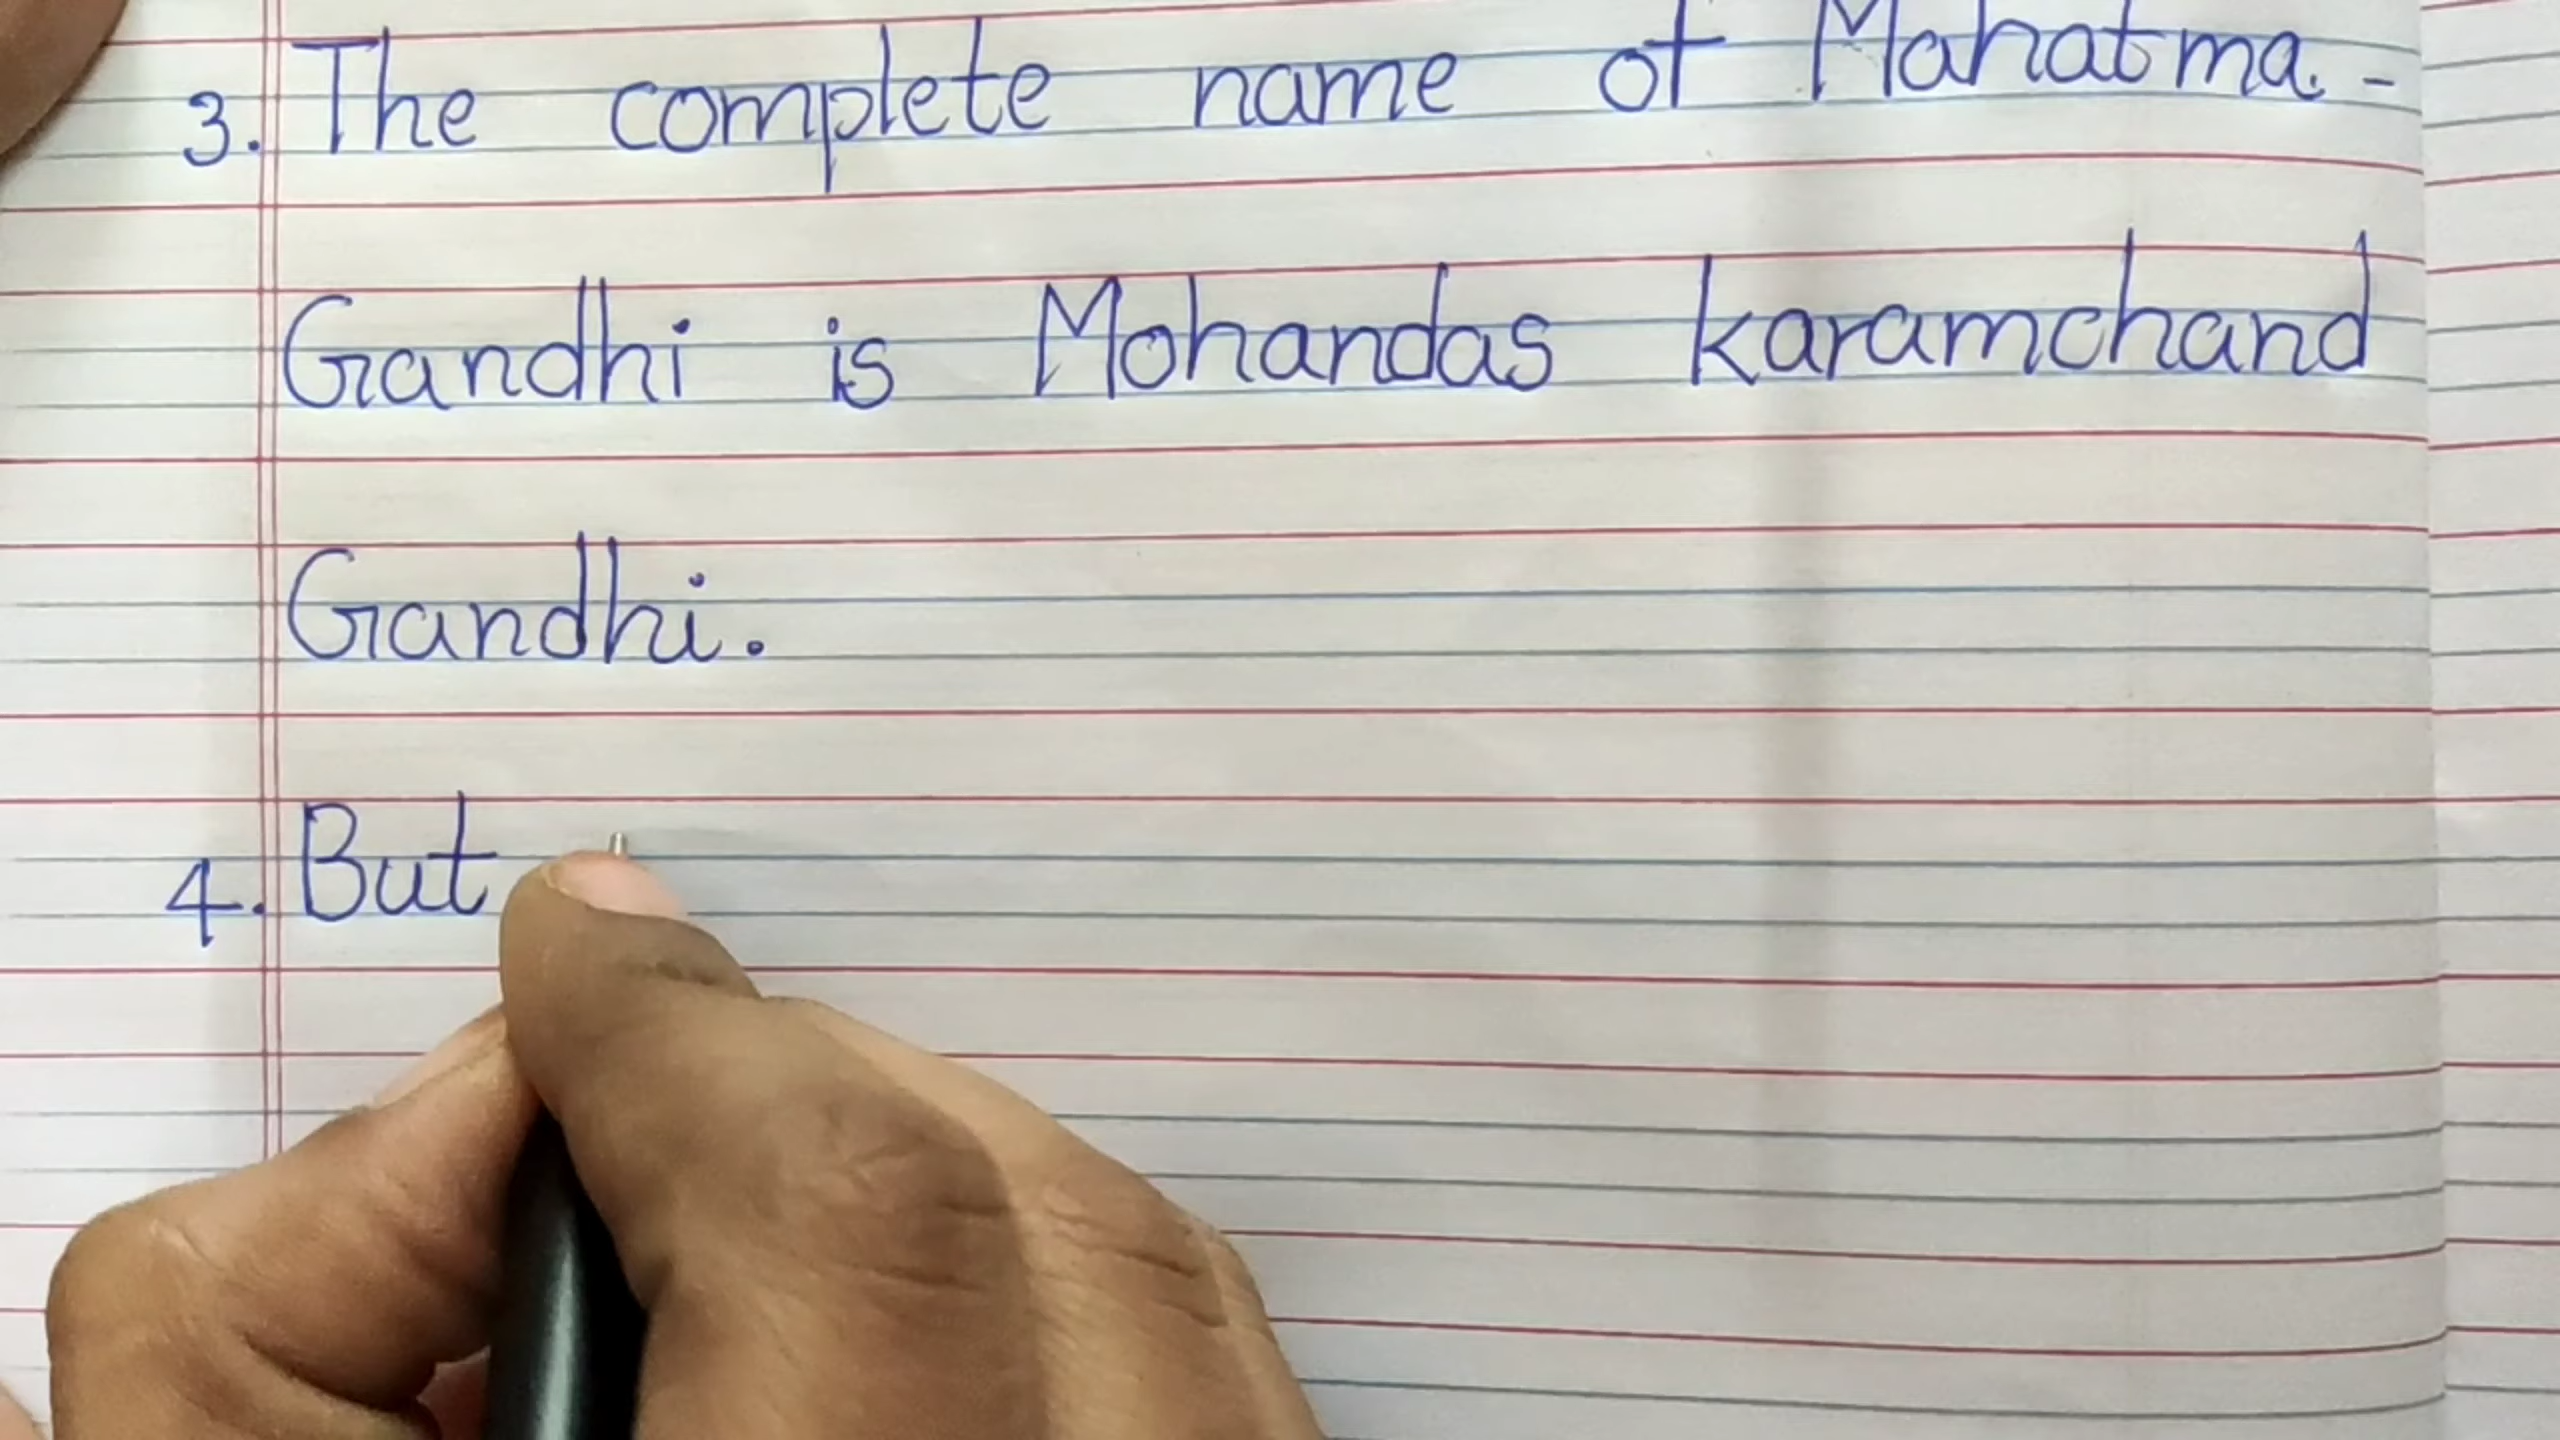 3. The complete name of Mahatma. -
Gandhi is Mohandas karamchand
Gandhi.
4. But